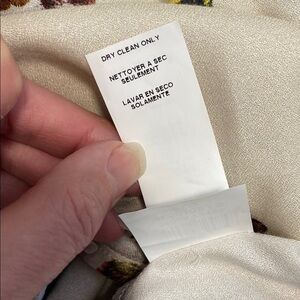 DRY CLEAN ONLY
NETTOYER A SEC
SEULEMENT
LAVAR EN SECO
SOLAMENTE